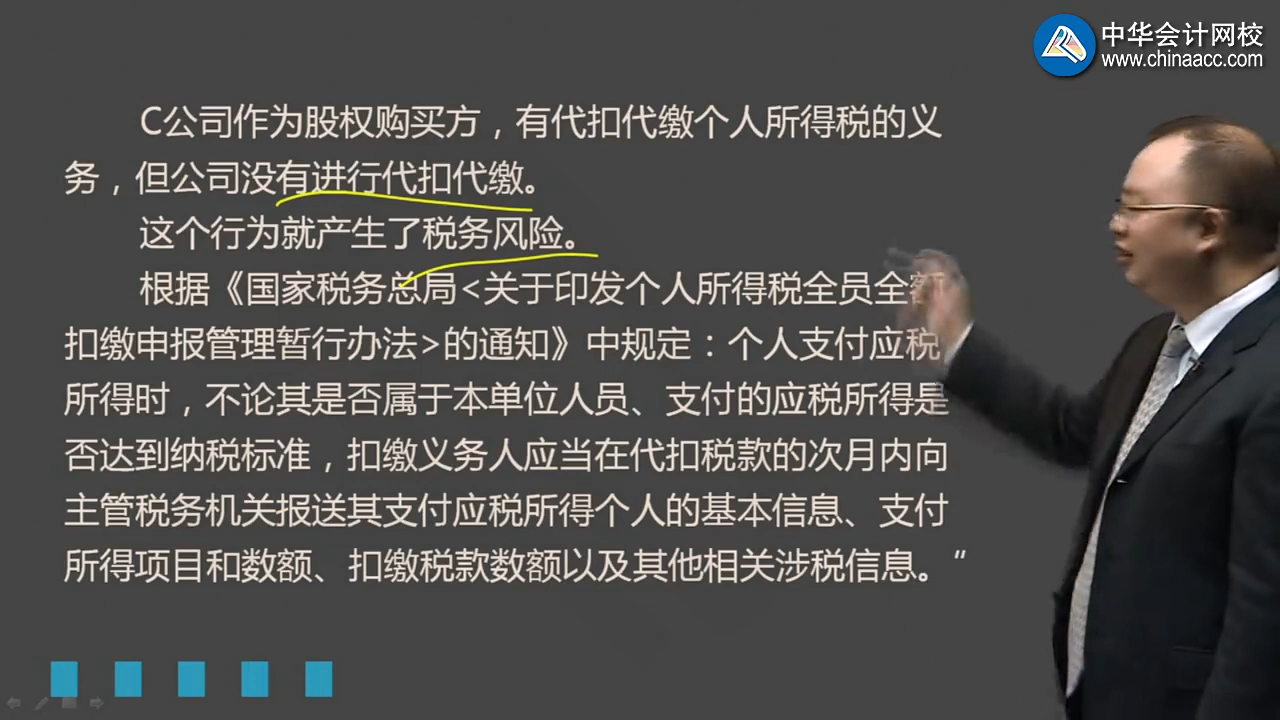 中华会计网校
www.chinaacc.com
C公司作为股权购买方，有代扣代缴个人所得税的义
务，但公司没有进行代扣代缴。
这个行为就产生了税务风险。
根据《国家税务总局<关于印发个人所得税全员全额
扣缴申报管理暂行办法>的通知》中规定：个人支付应税
所得时，不论其是否属于本单位人员、支付的应税所得是
否达到纳税标准，扣缴义务人应当在代扣税款的次月内向
主管税务机关报送其支付应税所得个人的基本信息、支付
所得项目和数额、扣缴税款数额以及其他相关涉税信息。”